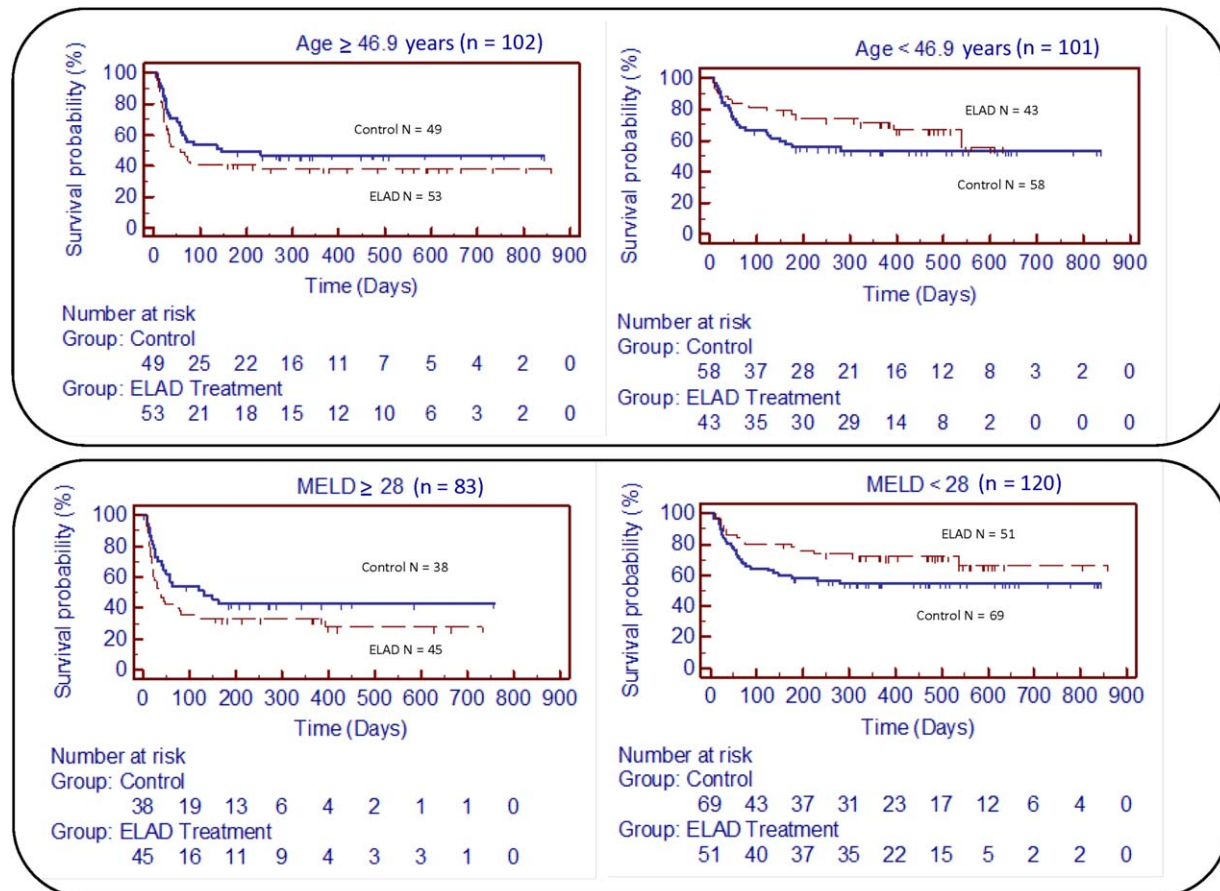 Age ≥ 46.9 years (n = 102)
Survival probability (%)
100
80
60
40
20
0
Control N = 49
ELAD N = 53
0 100 200 300 400 500 600 700 800 900
Time (Days)
Number at risk
Group: Control
49 25 22 16 11 7 5 4 2 0
Group: ELAD Treatment
53 21 18 15 12 10 6 3 2 0
Age < 46.9 years (n = 101)
Survival probability (%)
100
80
60
40
20
0
ELAD N = 43
Control N = 58
0 100 200 300 400 500 600 700 800 900
Time (Days)
Number at risk
Group: Control
58 37 28 21 16 12 8 3 2 0
Group: ELAD Treatment
43 35 30 29 14 8 2 0 0 0
MELD ≥ 28 (n = 83)
Survival probability (%)
100
80
60
40
20
0
Control N = 38
ELAD N = 45
0 100 200 300 400 500 600 700 800 900
Time (Days)
Number at risk
Group: Control
38 19 13 6 4 2 1 1 0
Group: ELAD Treatment
45 16 11 9 4 3 3 1 0
MELD < 28 (n = 120)
Survival probability (%)
100
80
60
40
20
0
ELAD N = 51
Control N = 69
0 100 200 300 400 500 600 700 800 900
Time (Days)
Number at risk
Group: Control
69 43 37 31 23 17 12 6 4 0
Group: ELAD Treatment
51 40 37 35 22 15 5 2 2 0